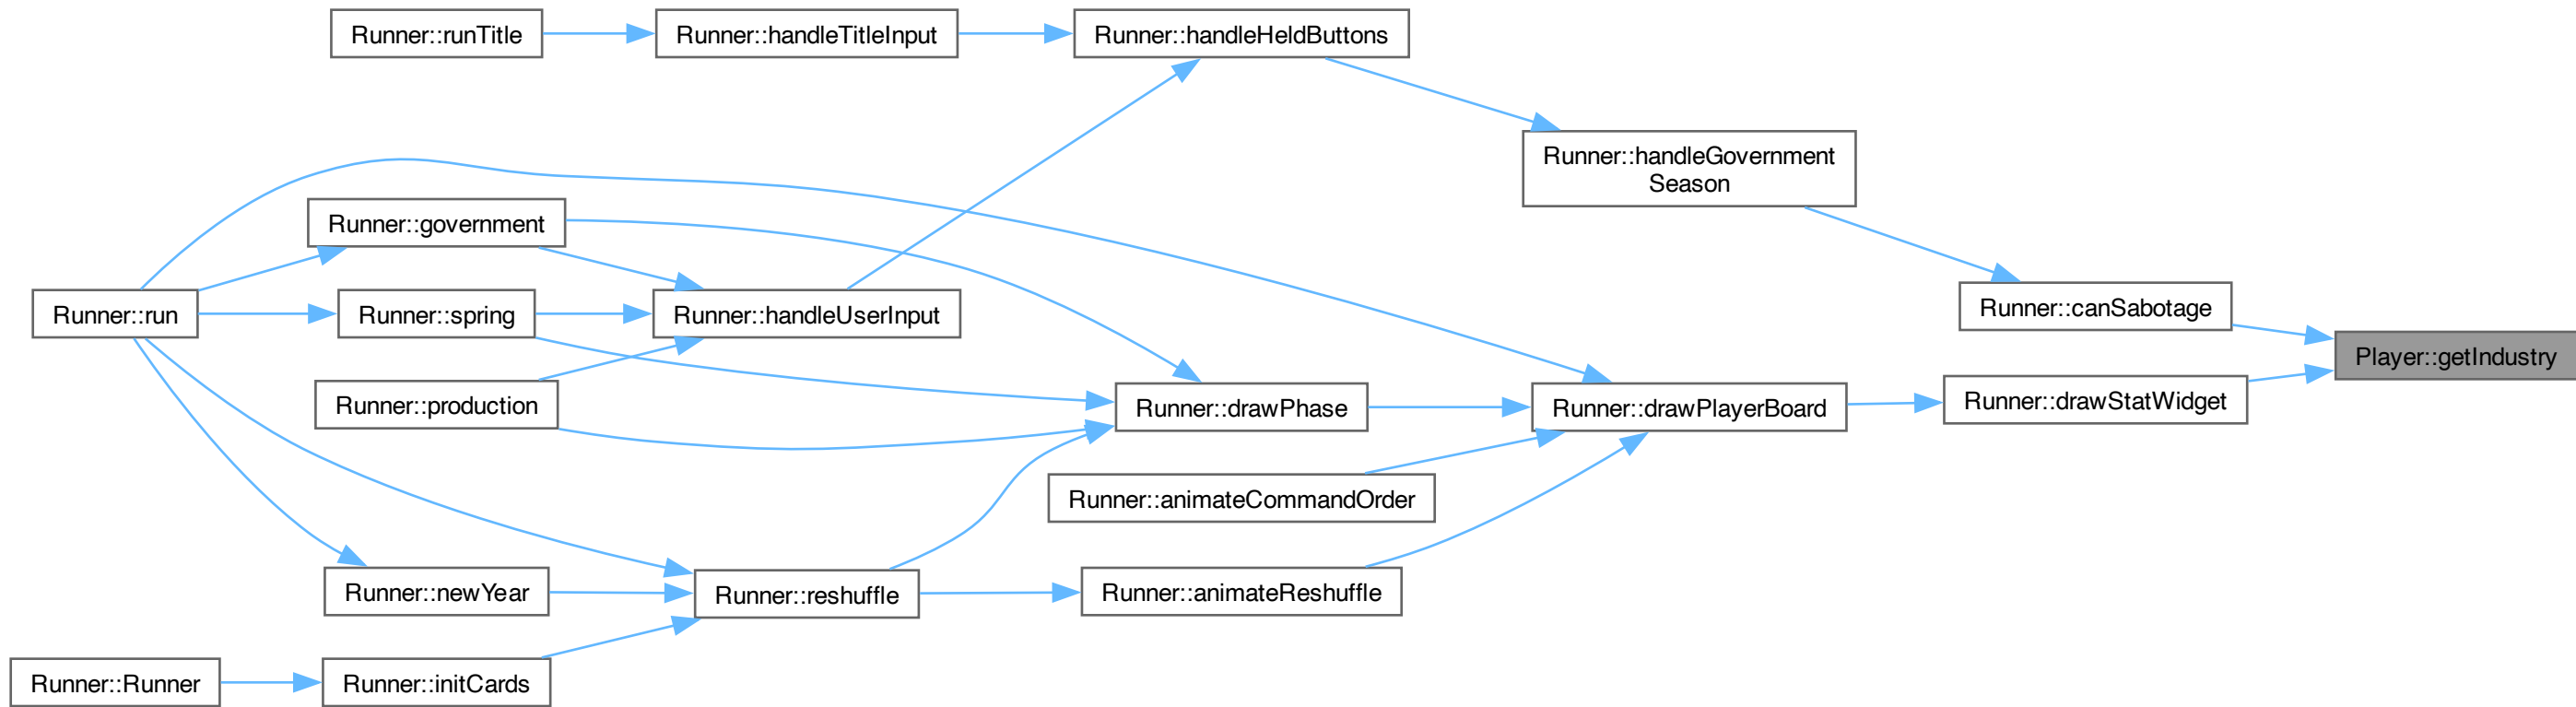 Runner::runTitle
Runner::handleTitleInput
Runner::handleHeldButtons
Runner::handleGovernment
Season
Runner::government
Runner::run
Runner::spring
Runner::handleUserInput
Runner::canSabotage
Player::getIndustry
Runner::production
Runner::drawPhase
Runner::drawPlayerBoard
Runner::drawStatWidget
Runner::animateCommandOrder
Runner::newYear
Runner::reshuffle
Runner::animateReshuffle
Runner::Runner
Runner::initCards